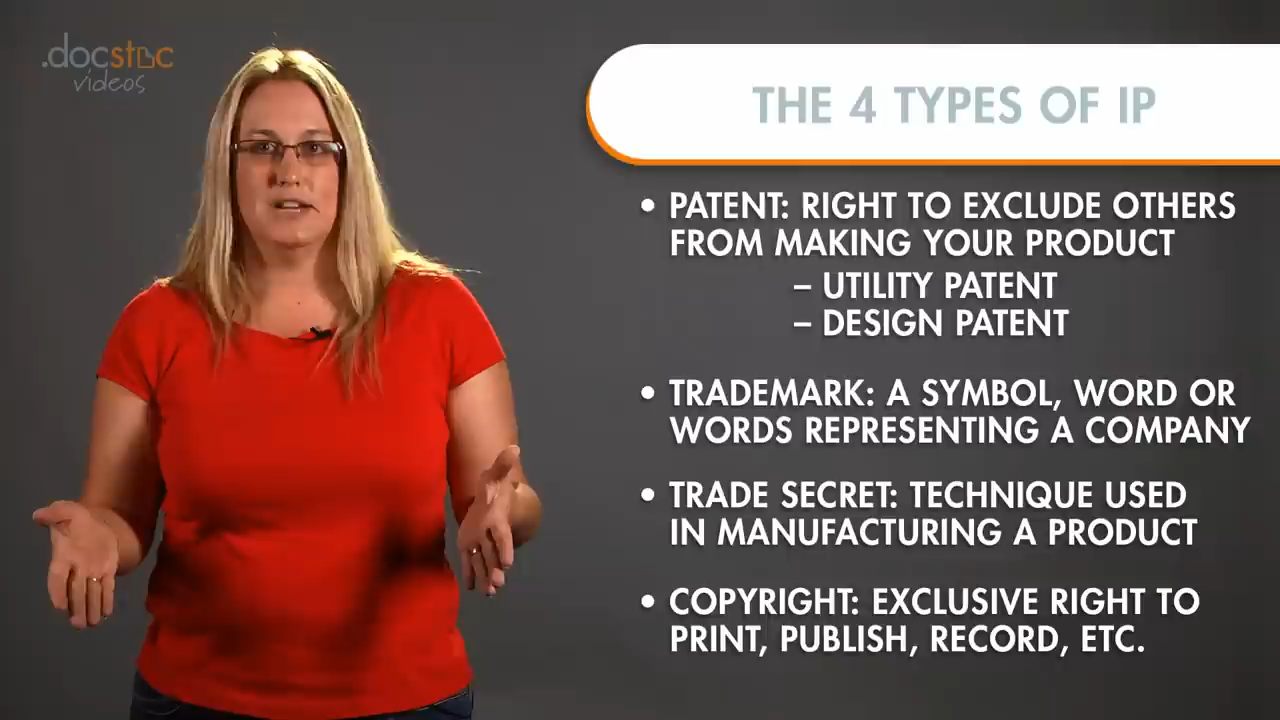 .docstoc
videos
THE 4 TYPES OF IP
• PATENT: RIGHT TO EXCLUDE OTHERS
FROM MAKING YOUR PRODUCT
– UTILITY PATENT
– DESIGN PATENT
• TRADEMARK: A SYMBOL, WORD OR
WORDS REPRESENTING A COMPANY
• TRADE SECRET: TECHNIQUE USED
IN MANUFACTURING A PRODUCT
• COPYRIGHT: EXCLUSIVE RIGHT TO
PRINT, PUBLISH, RECORD, ETC.